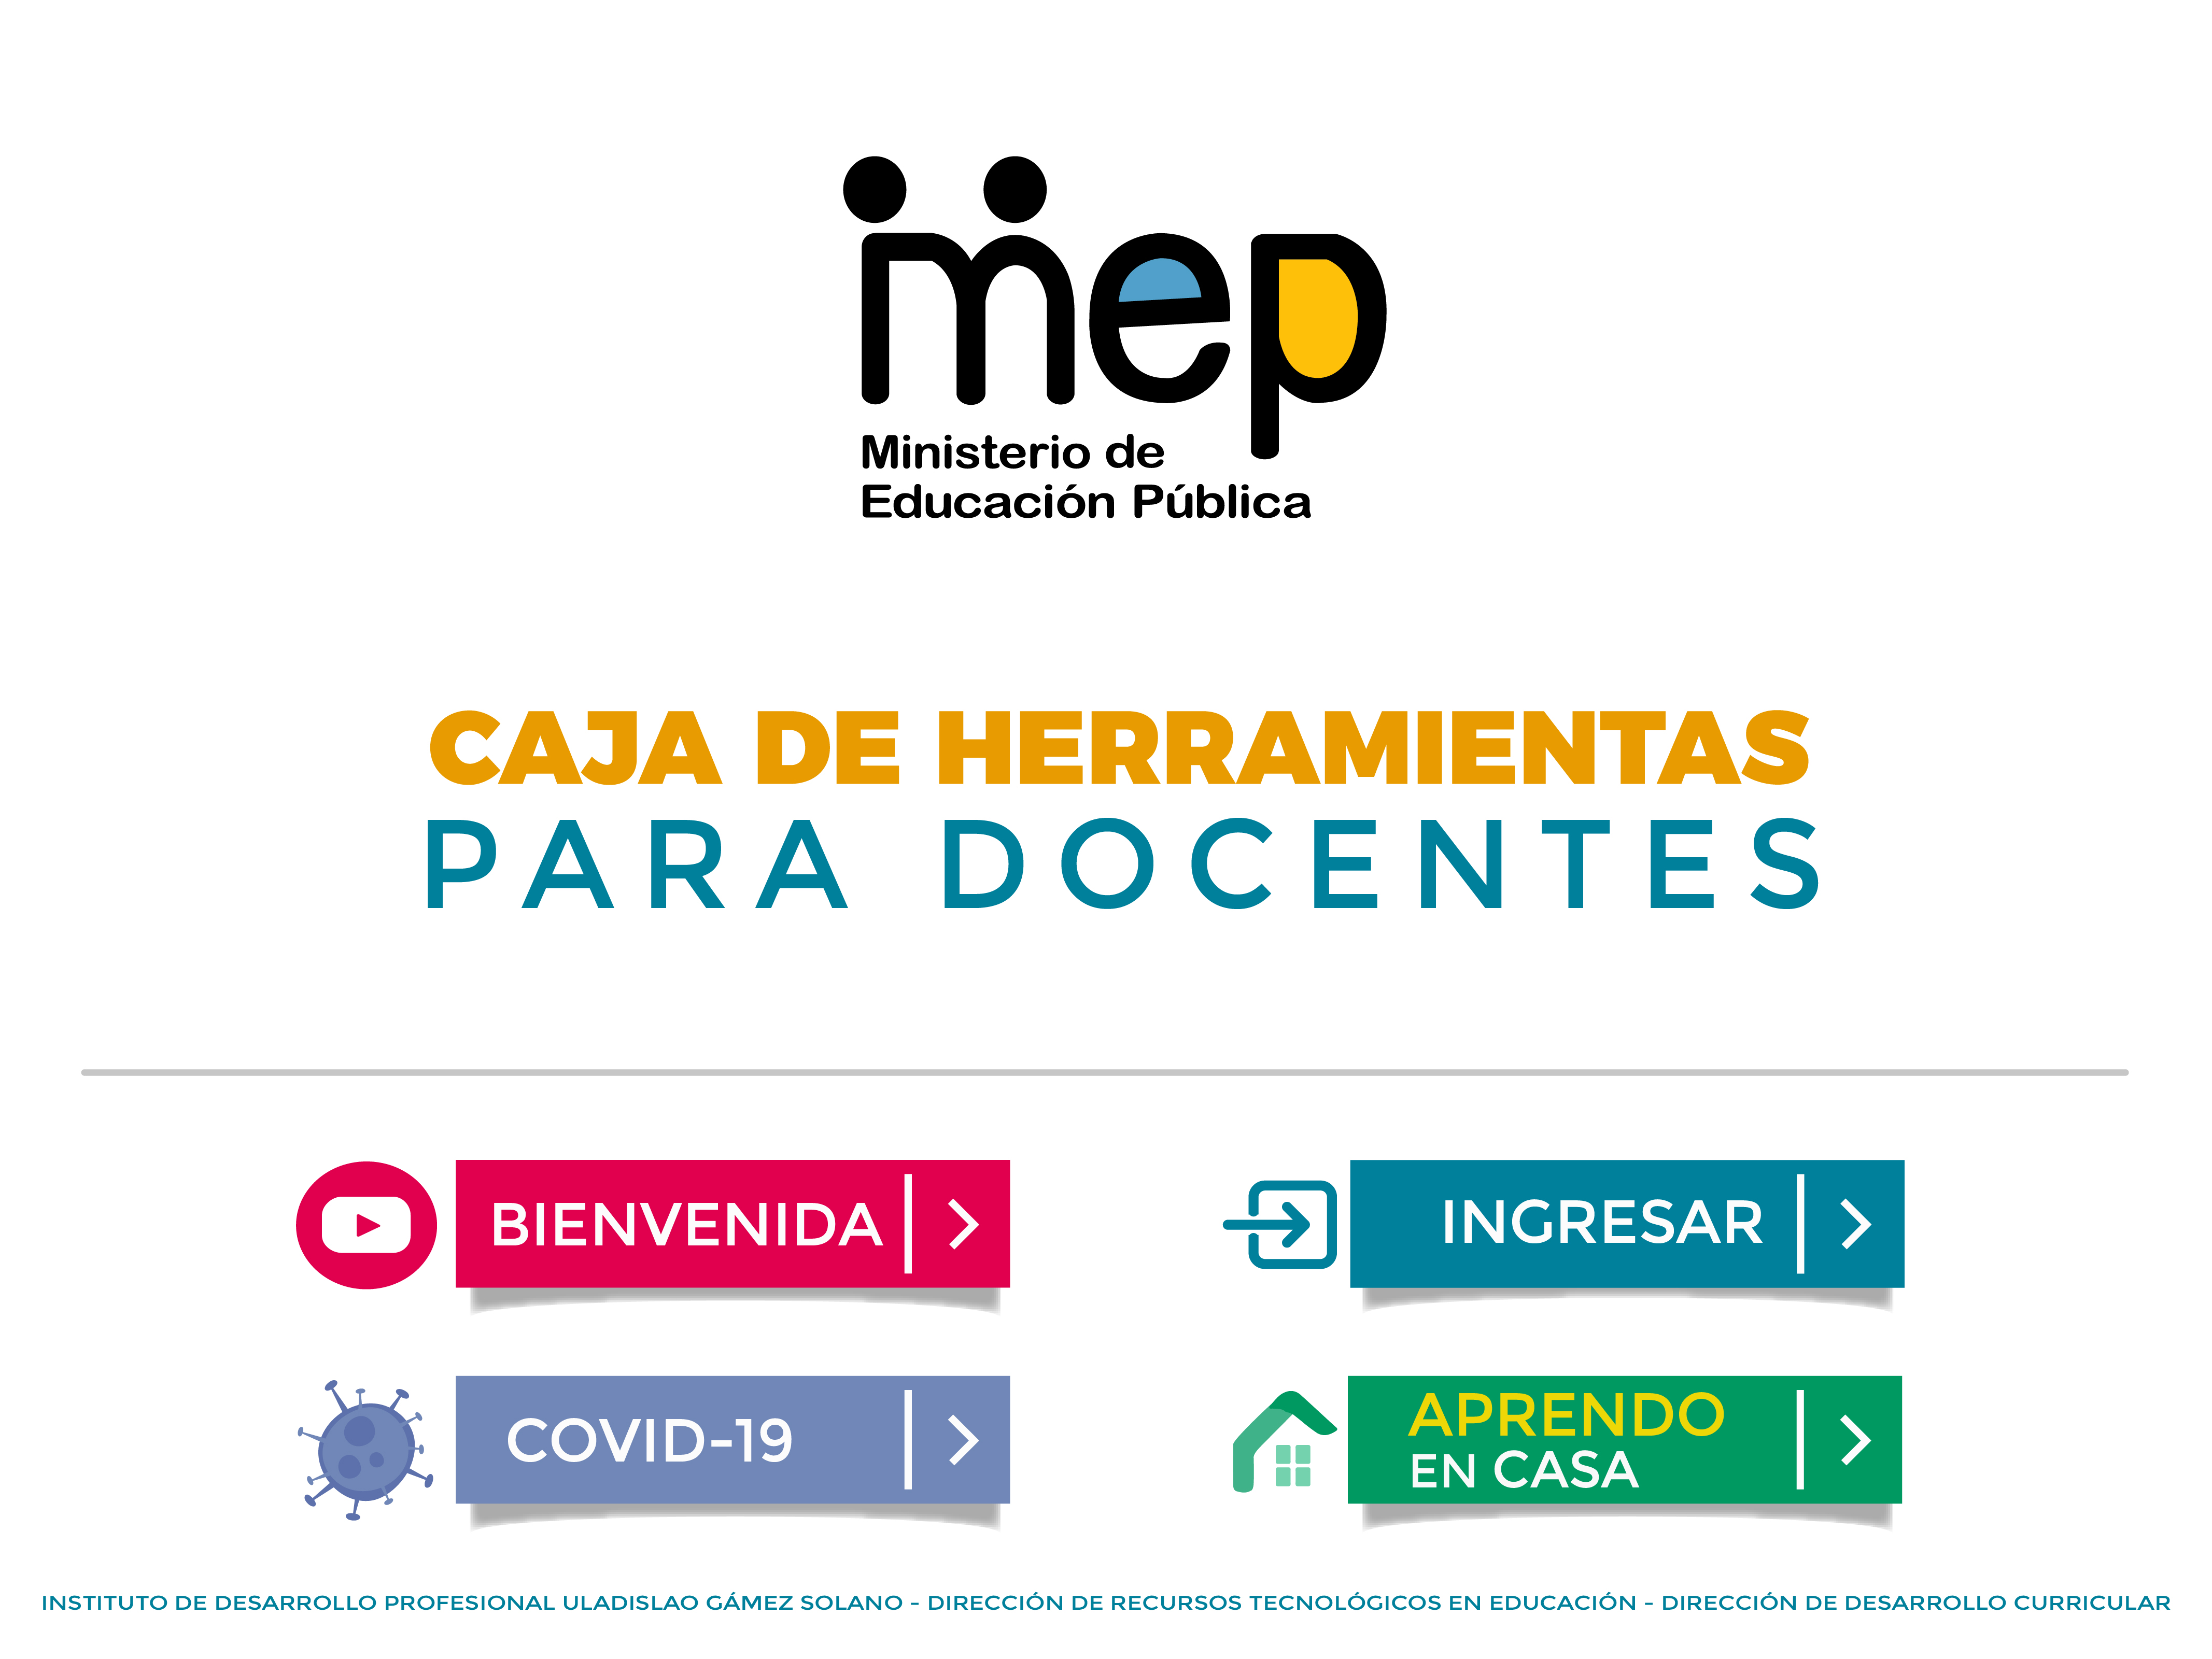 mep
Ministerio de
Educación Pública
CAJA DE HERRAMIENTAS
PARA DOCENTES
BIENVENIDA
INGRESAR
COVID-19
APRENDO
EN CASA
INSTITUTO DE DESARROLLO PROFESIONAL ULADISLAO GÁMEZ SOLANO - DIRECCIÓN DE RECURSOS TECNOLÓGICOS EN EDUCACIÓN - DIRECCIÓN DE DESARROLLO CURRICULAR